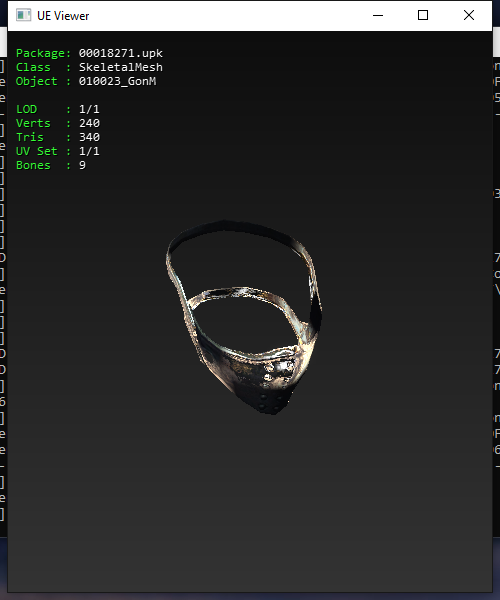 UE Viewer
Package: 00018271.upk
Class : SkeletalMesh
Object : 010023_GonM
LOD : 1/1
Verts : 240
Tris : 340
UV Set : 1/1
Bones : 9